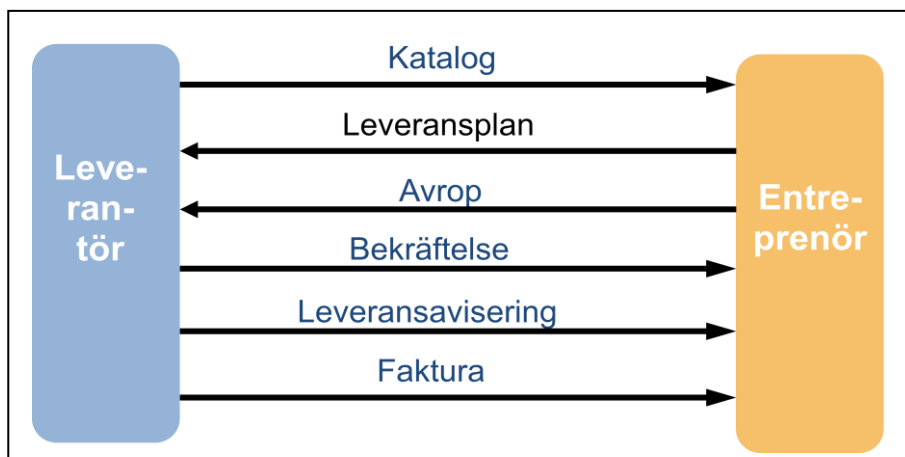 Katalog
Leveransplan
Avrop
Bekräftelse
Leveransavisering
Faktura
Leve-
ran-
tör
Entre-
prenör